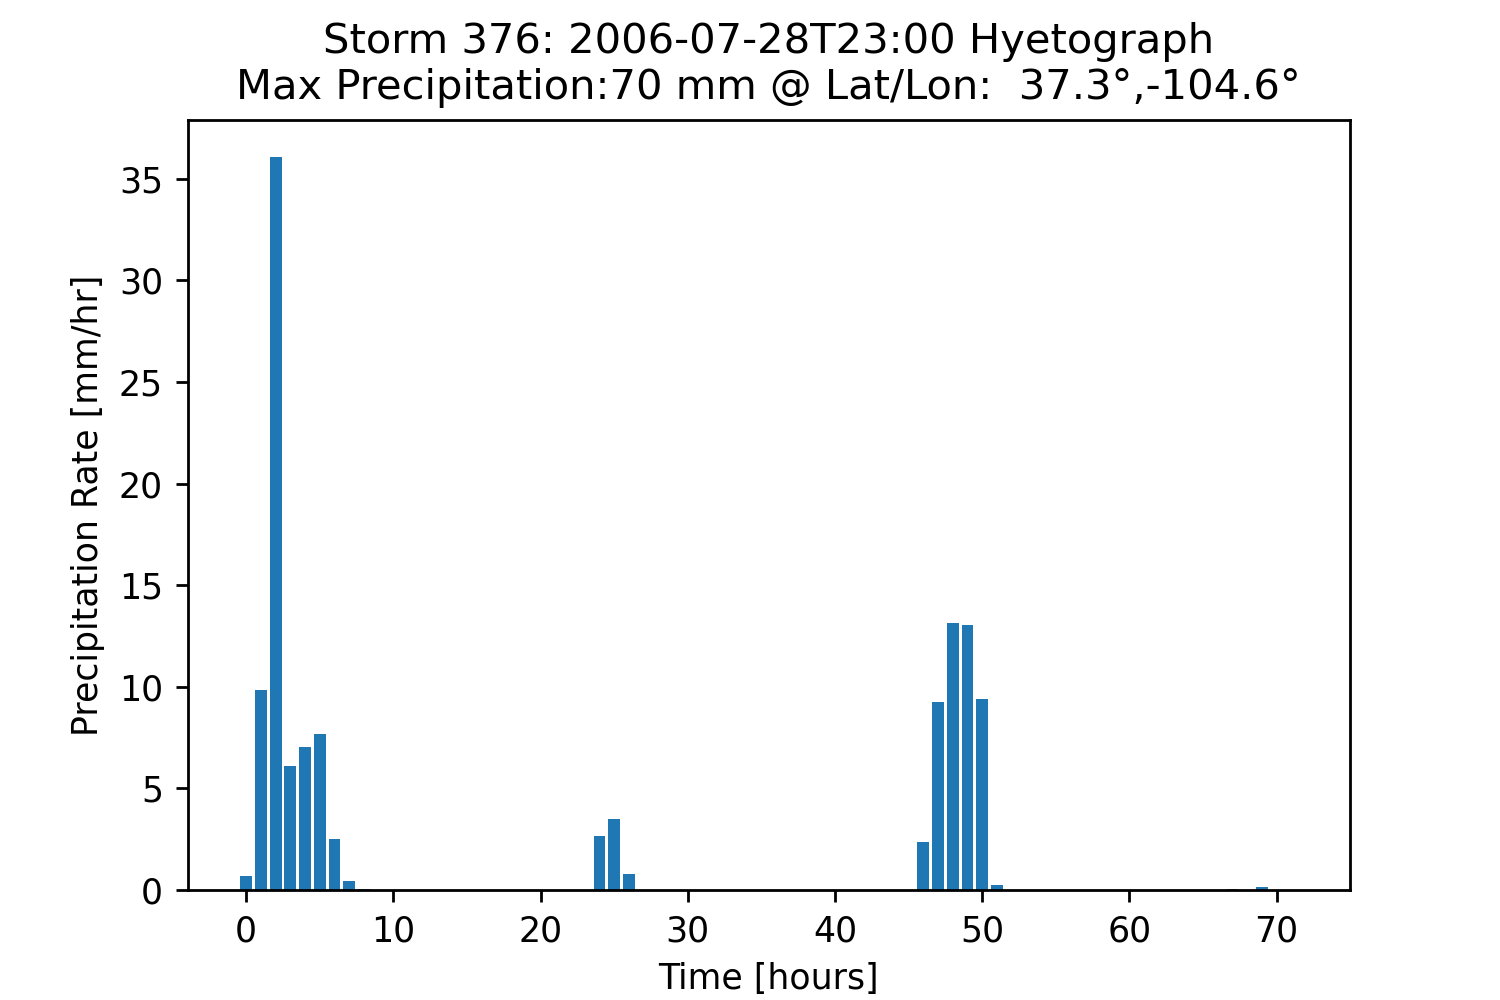 Storm 376: 2006-07-28T23:00 Hyetograph
Max Precipitation:70 mm @ Lat/Lon:  37.3°,-104.6°
35
30
25
20
15
10
5
0
Precipitation Rate [mm/hr]
0 10 20 30 40 50 60 70
Time [hours]